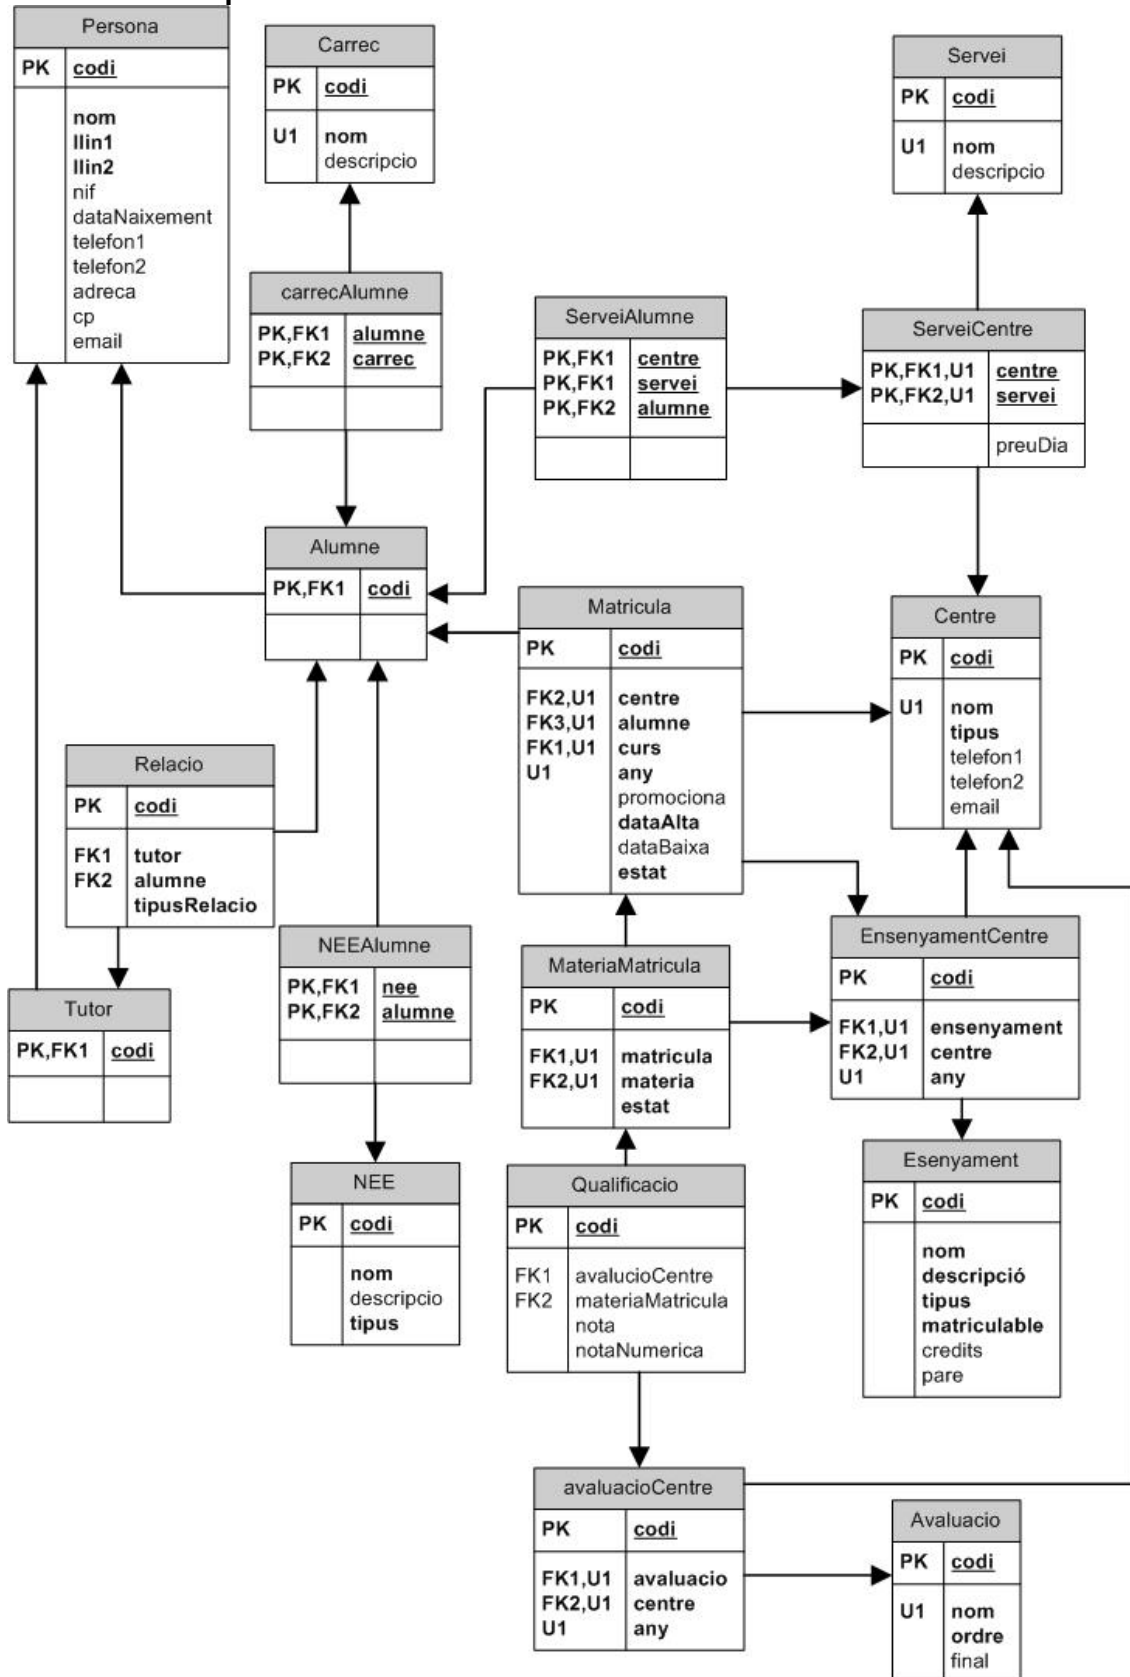 Persona
PK codi
nom
llin1
llin2
nif
dataNaixement
telefon1
telefon2
adreca
cp
email
Carrec
PK codi
U1 nom
descripcio
Servei
PK codi
U1 nom
descripcio
carrecAlumne
PK,FK1 alumne
PK,FK2 carrec
ServeiAlumne
PK,FK1 centre
PK,FK1 servei
PK,FK2 alumne
ServeiCentre
PK,FK1,U1 centre
PK,FK2,U1 servei
preuDia
Alumne
PK,FK1 codi
Matricula
PK codi
FK2,U1 centre
FK3,U1 alumne
FK1,U1 curs
U1 any
promociona
dataAlta
dataBaixa
estat
Centre
PK codi
U1 nom
tipus
telefon1
telefon2
email
Relacio
PK codi
FK1 tutor
FK2 alumne
tipusRelacio
NEEAlumne
PK,FK1 nee
PK,FK2 alumne
MateriaMatricula
PK codi
FK1,U1 matricula
FK2,U1 materia
estat
EnsenyamentCentre
PK codi
FK1,U1 ensenyament
FK2,U1 centre
U1 any
Tutor
PK,FK1 codi
NEE
PK codi
nom
descripcio
tipus
Qualificacio
PK codi
FK1 avalucioCentre
FK2 materiaMatricula
nota
notaNumerica
Esenyament
PK codi
nom
descripció
tipus
matriculable
credits
pare
avaluacioCentre
PK codi
FK1,U1 avaluacio
FK2,U1 centre
U1 any
Avaluacio
PK codi
U1 nom
ordre
final